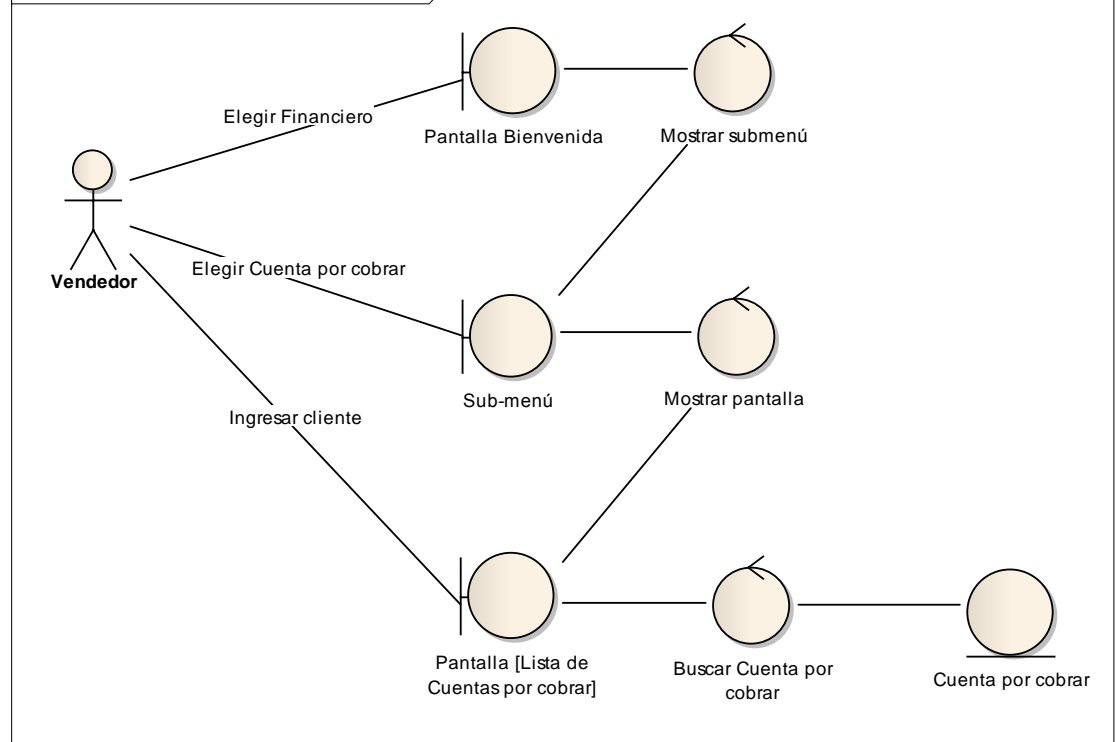 Elegir Financiero
Pantalla Bienvenida
Mostrar submenú
Vendedor
Elegir Cuenta por cobrar
Sub-menú
Mostrar pantalla
Ingresar cliente
Pantalla [Lista de
Cuentas por cobrar]
Buscar Cuenta por
cobrar
Cuenta por cobrar